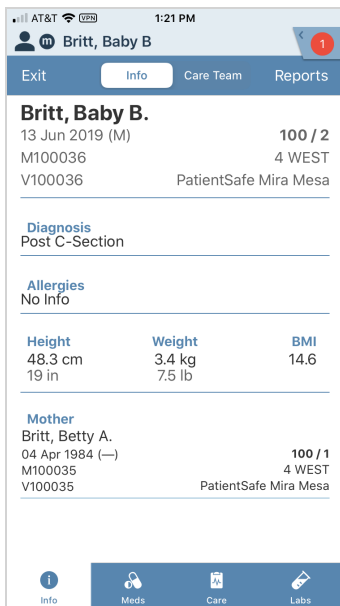 AT&T VPN 1:21 PM
m Britt, Baby B 1
Exit Info Care Team Reports
Britt, Baby B.
13 Jun 2019 (M) 100 / 2
M100036 4 WEST
V100036 PatientSafe Mira Mesa
Diagnosis
Post C-Section
Allergies
No Info
Height Weight BMI
48.3 cm 3.4 kg 14.6
19 in 7.5 lb
Mother
Britt, Betty A.
04 Apr 1984 (—) 100 / 1
M100035 4 WEST
V100035 PatientSafe Mira Mesa
Info Meds Care Labs